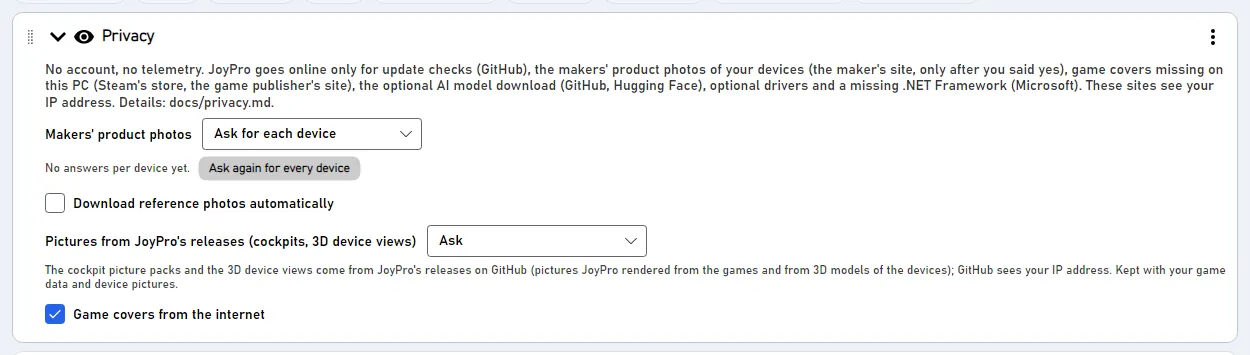 Privacy
No account, no telemetry. JoyPro goes online only for update checks (GitHub), the makers' product photos of your devices (the maker's site, only after you said yes), game covers missing on
this PC (Steam's store, the game publisher's site), the optional AI model download (GitHub, Hugging Face), optional drivers and a missing .NET Framework (Microsoft). These sites see your
IP address. Details: docs/privacy.md.
Makers' product photos Ask for each device
No answers per device yet. Ask again for every device
Download reference photos automatically
Pictures from JoyPro's releases (cockpits, 3D device views) Ask
The cockpit picture packs and the 3D device views come from JoyPro's releases on GitHub (pictures JoyPro rendered from the games and from 3D models of the devices); GitHub sees your IP address. Kept with your game
data and device pictures.
Game covers from the internet